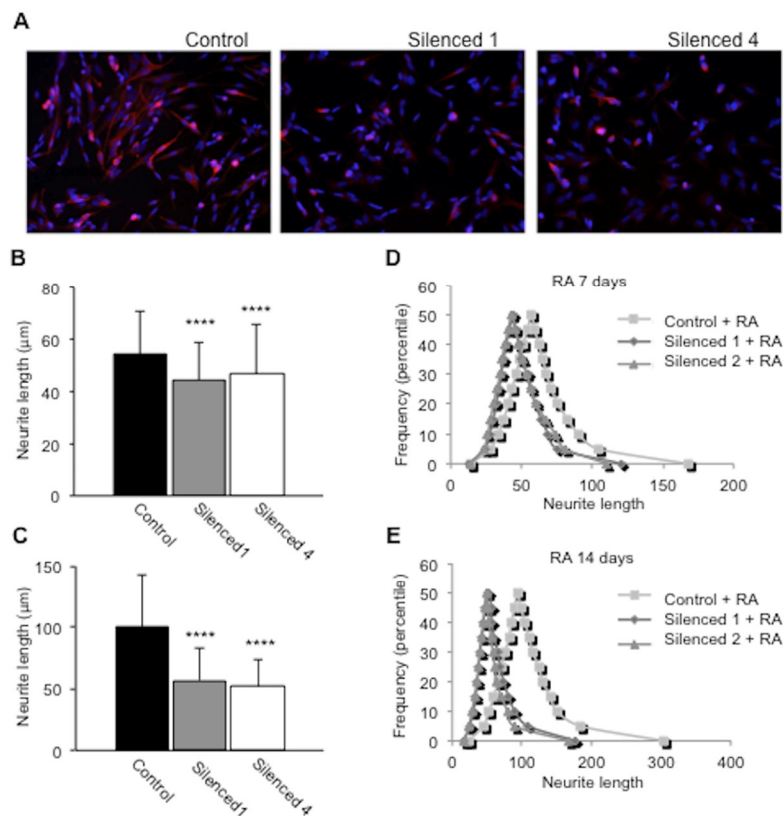 A
Control
Silenced 1
Silenced 4
B
80
60
40
20
0
Neurite length (µm)
**** ****
Control
Silenced1
Silenced 4
C
150
100
50
0
Neurite length (µm)
**** ****
Control
Silenced1
Silenced 4
D
RA 7 days
60
50
40
30
20
10
0
Frequency (percentile)
Control + RA
Silenced 1 + RA
Silenced 2 + RA
0 50 100 150 200
Neurite length
E
RA 14 days
60
50
40
30
20
10
0
Frequency (percentile)
Control + RA
Silenced 1 + RA
Silenced 2 + RA
0 100 200 300 400
Neurite length